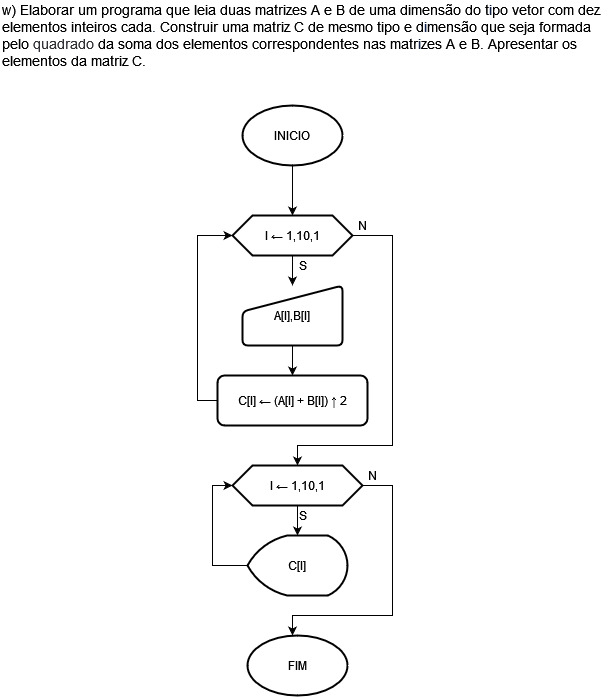 w) Elaborar um programa que leia duas matrizes A e B de uma dimensão do tipo vetor com dez
elementos inteiros cada. Construir uma matriz C de mesmo tipo e dimensão que seja formada
pelo quadrado da soma dos elementos correspondentes nas matrizes A e B. Apresentar os
elementos da matriz C.
INICIO
I ← 1,10,1
N
S
A[I],B[I]
C[I] ← (A[I] + B[I]) ↑ 2
I ← 1,10,1
N
S
C[I]
FIM